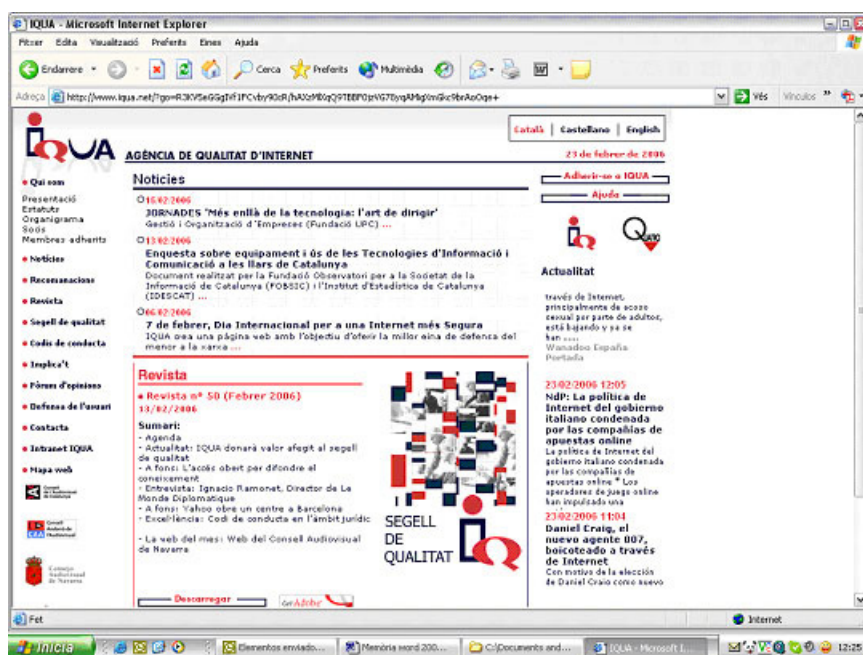 IQUA - Microsoft Internet Explorer
Fitxer Edita Visualització Preferits Eines Ajuda
Endarrere Cerca Preferits Multimèdia
Adreça Vés Vincles
IQUA
Català | Castellano | English
AGÈNCIA DE QUALITAT D'INTERNET
23 de febrer de 2006
Qui som
Presentació
Estatuts
Organigrama
Socis
Membres adherits
Notícies
Recomanacions
Revista
Segell de qualitat
Codis de conducta
Implica't
Fòrum d'opinions
Defensa de l'usuari
Contacta
Intranet IQUA
Mapa web
Consell
Audiovisual
de Navarra
Notícies
15/02/2006
JORNADES 'Més enllà de la tecnologia: l'art de dirigir'
Gestió i Organització d'Empreses (Fundació UPC) ...
13/02/2006
Enquesta sobre equipament i ús de les Tecnologies d'Informació i
Comunicació a les llars de Catalunya
Document realitzat per la Fundació Observatori per a la Societat de la
Informació de Catalunya (FOBSIC) i l'Institut d'Estadística de Catalunya
(IDESCAT) ...
06/02/2006
7 de febrer, Dia Internacional per a una Internet més Segura
IQUA crea una pàgina web amb l'objectiu d'oferir la millor eina de defensa del
menor a la xarxa ...
Revista
Revista nº 50 (Febrer 2006)
13/02/2006
Sumari:
- Agenda
- Actualitat: IQUA donarà valor afegit al segell
de qualitat
- A fons: L'accés obert per difondre el
coneixement
- Entrevista: Ignacio Ramonet, Director de Le
Monde Diplomatique
- A fons: Yahoo obre un centre a Barcelona
- Excel·lència: Codi de conducta en l'àmbit jurídic
- La web del mes: Web del Consell Audiovisual
de Navarra
Descarregar
Get Adobe
SEGELL
DE
QUALITAT
Adherir-se a IQUA
Ajuda
Actualitat
través de Internet,
principalmente de acoso
sexual por parte de adultos,
está bajando y ya se
han ....
Wanadoo España
Portada
23/02/2006 12:05
NdP: La política de
Internet del gobierno
italiano condenada
por las compañías de
apuestas online
La política de Internet del
gobierno italiano condenada
por las compañías de
apuestas online * Los
operadores de juego online
han impulsado una
23/02/2006 11:04
Daniel Craig, el
nuevo agente 007,
boicoteado a través
de Internet
Con motivo de la elección
de Daniel Craig como nuevo
Fet
Internet
Inicia
Elementos enviado...
Memòria word 200...
C:\Documents and...
IQUA - Microsoft I...
12:25